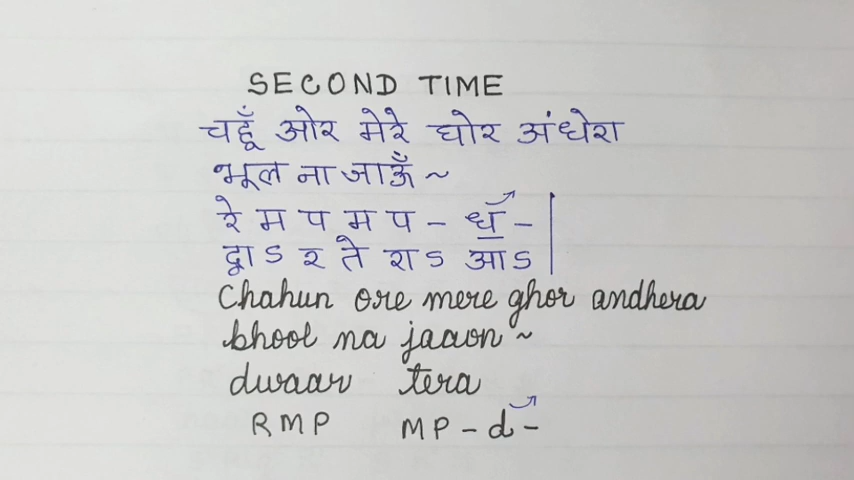 SECOND TIME
चहूँ ओर मेरे घोर अंधेरा
भूल ना जाऊँ ~
रे म प म प - ध॒ - |
द्वा ऽ र ते रा ऽ आ ऽ |
Chahun ore mere ghor andhera
bhool na jaaon ~
dwaar tera
RMP MP - d -